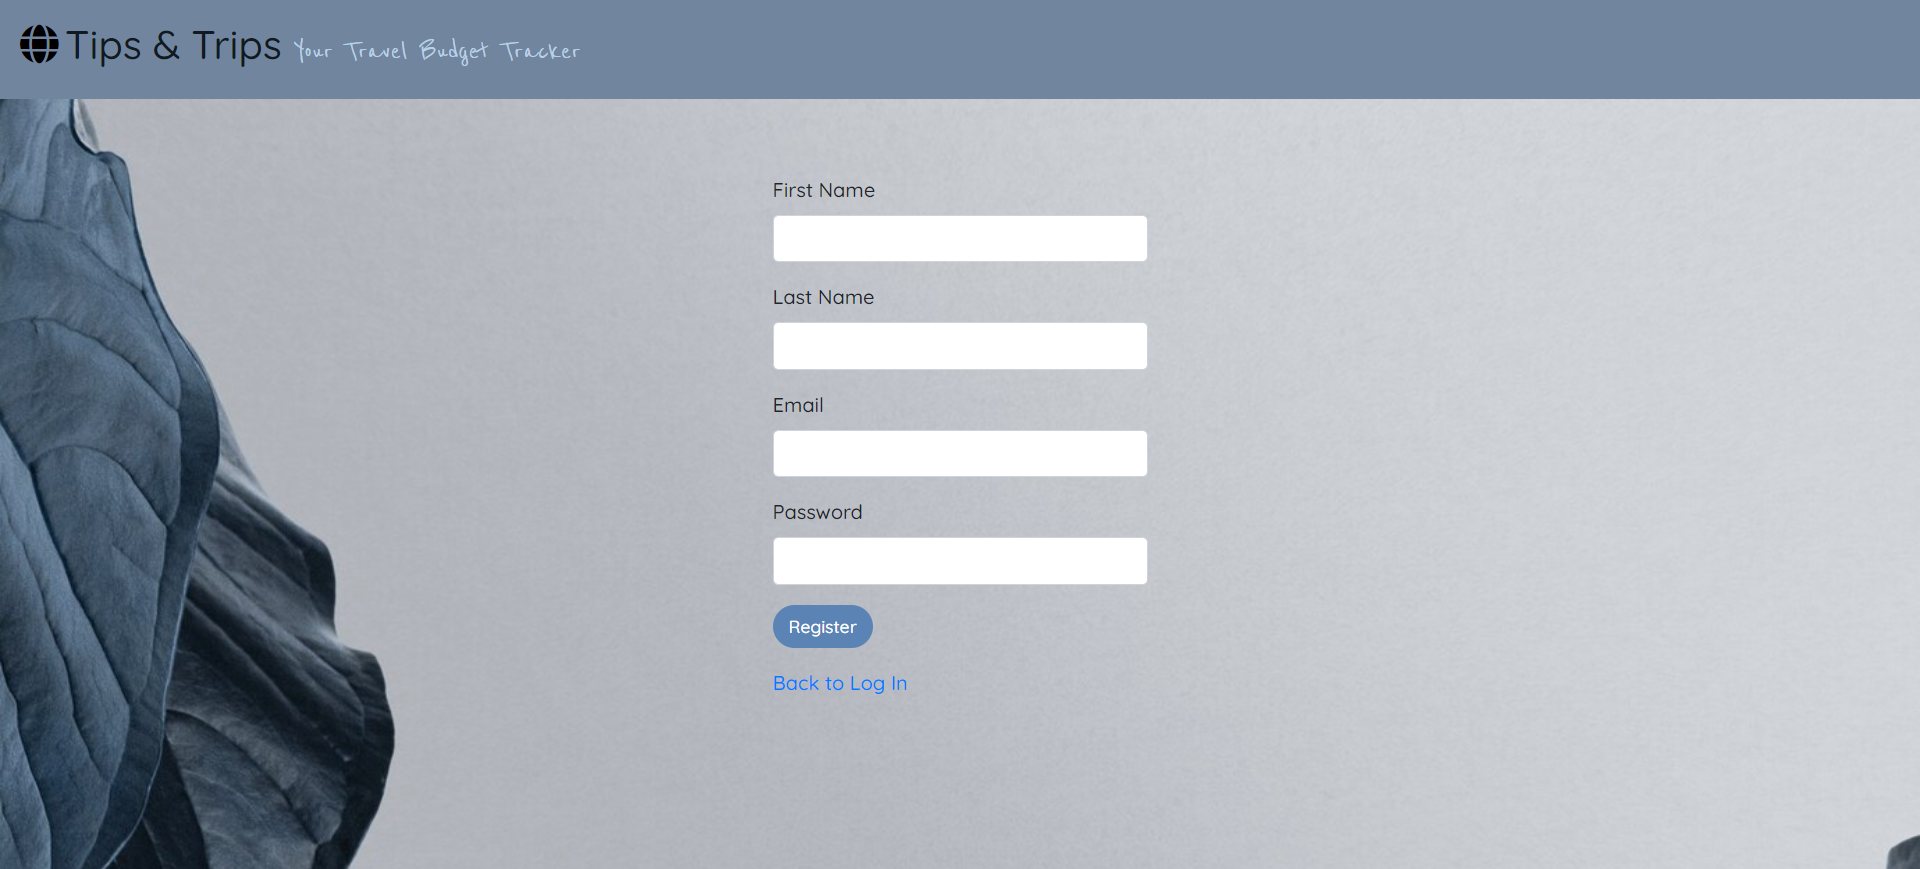 Tips & Trips Your Travel Budget Tracker
First Name
Last Name
Email
Password
Register
Back to Log In